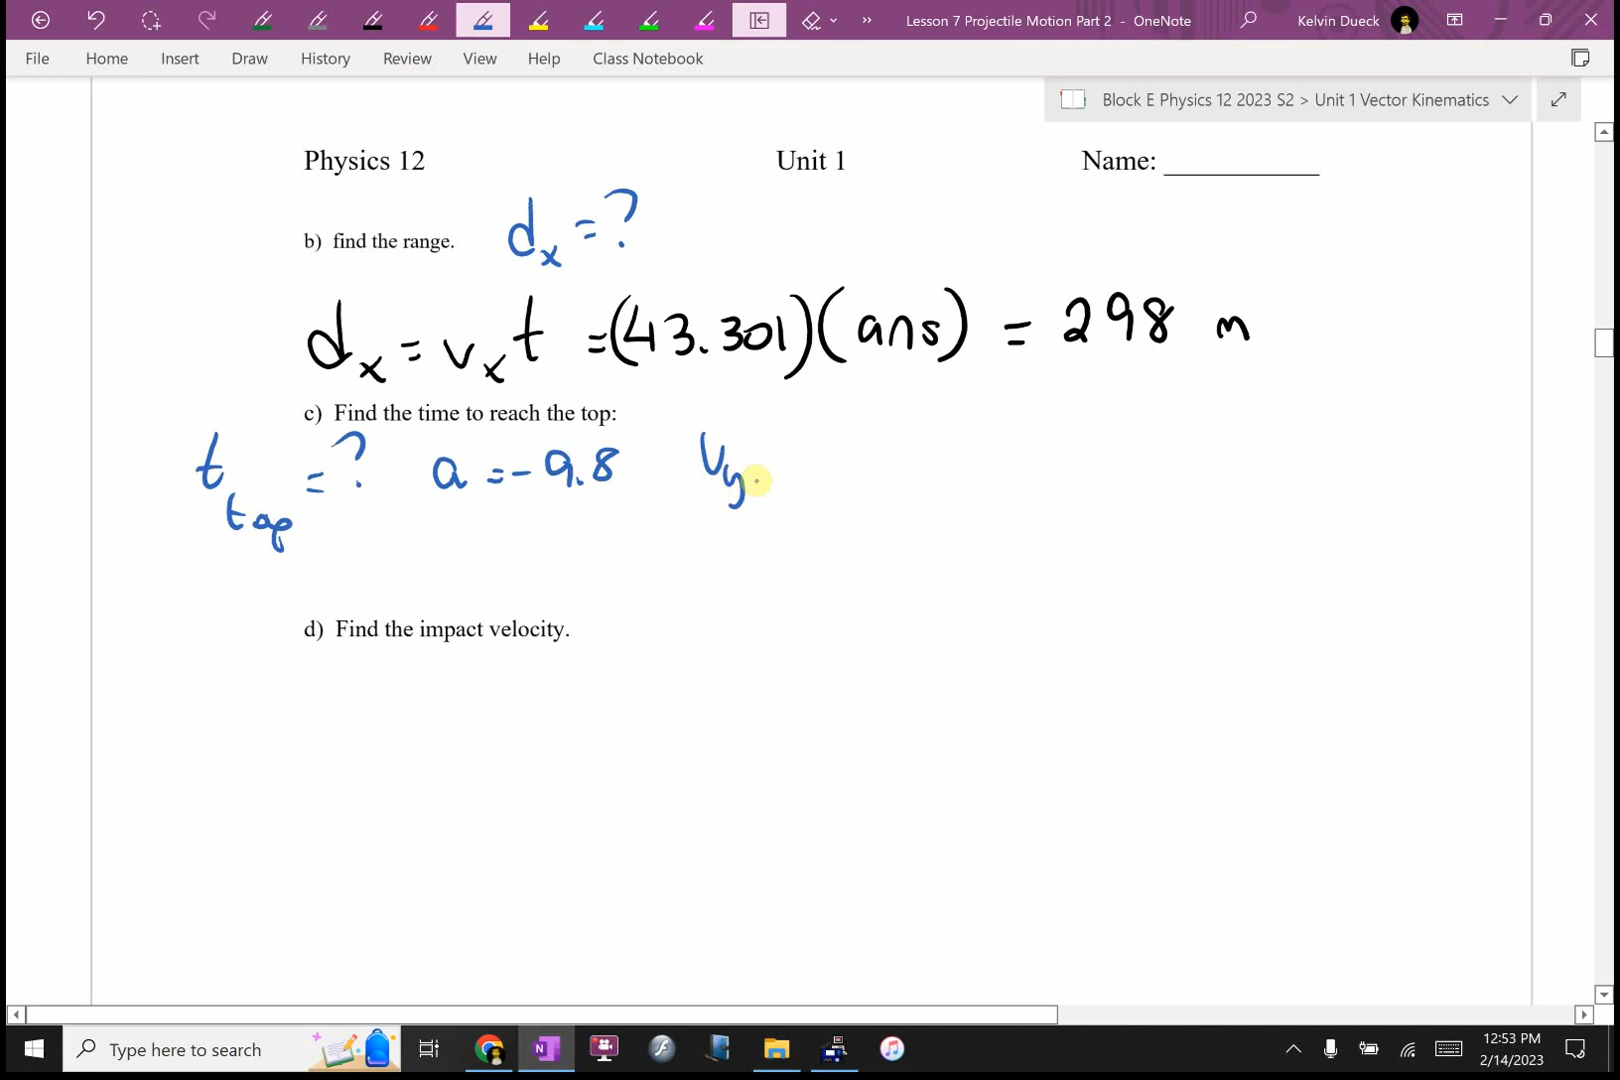 Lesson 7 Projectile Motion Part 2 - OneNote
Kelvin Dueck
File Home Insert Draw History Review View Help Class Notebook
Block E Physics 12 2023 S2 > Unit 1 Vector Kinematics
Physics 12 Unit 1 Name: ___________
b) find the range. dₓ = ?
dₓ = vₓ t = (43.301)(ans) = 298 m
c) Find the time to reach the top:
t top = ? a = - 9.8 Vy
d) Find the impact velocity.
Type here to search
12:53 PM
2/14/2023